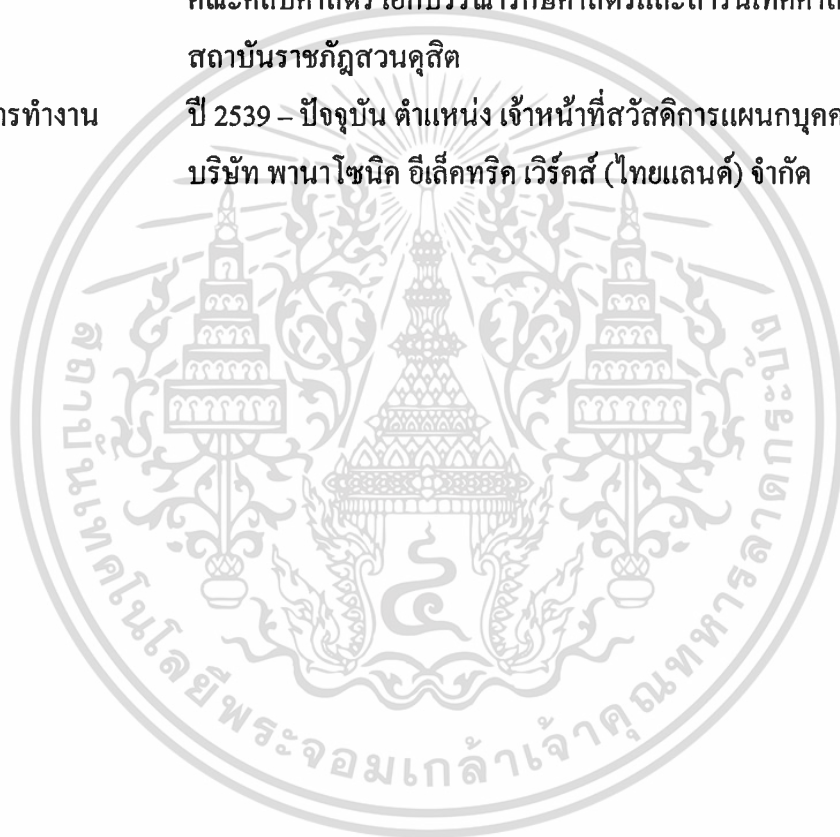 สถาบันราชภัฎสวนดุสิต
ารทำงาน ปี 2539 – ปัจจุบัน ตำแหน่ง เจ้าหน้าที่สวัสดิการแผนกบุคค
บริษัท พานาโซนิค อีเล็คทริค เวิร์คส์ (ไทยแลนด์) จำกัด
สถาบันเทคโนโลยีพระจอมเกล้าเจ้าคุณทหารลาดกระบัง